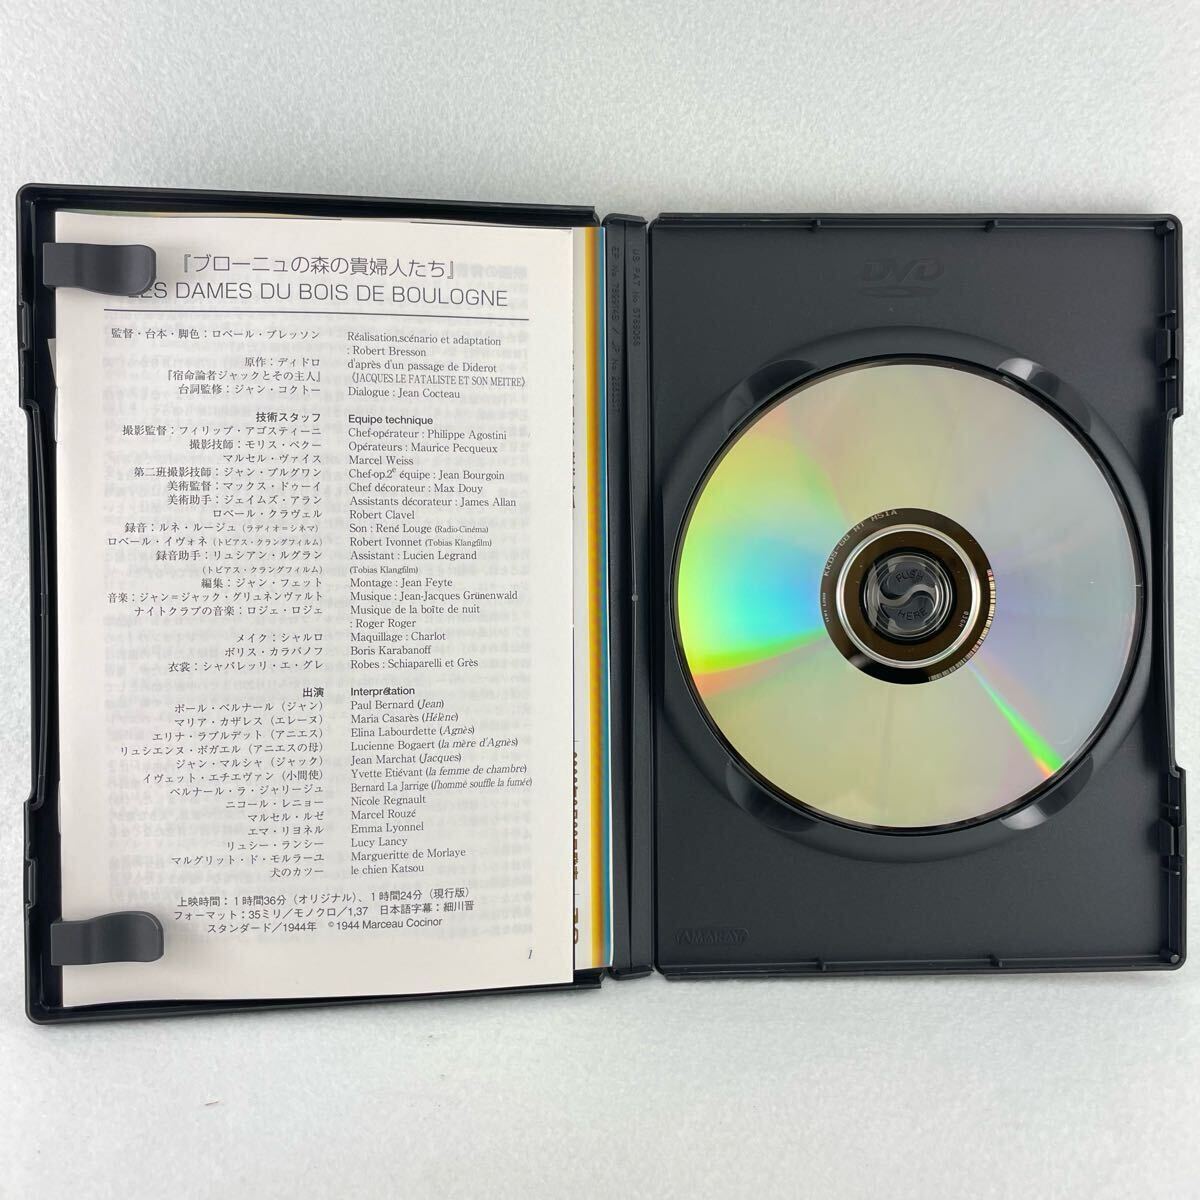 『ブローニュの森の貴婦人たち』
LES DAMES DU BOIS DE BOULOGNE
監督・台本・脚色：ロベール・ブレッソン Réalisation,scénario et adaptation
: Robert Bresson
原作：ディドロ d'après d'un passage de Diderot
『宿命論者ジャックとその主人』 《JACQUES LE FATALISTE ET SON MEITRE》
台詞監修：ジャン・コクトー Dialogue : Jean Cocteau
技術スタッフ Equipe technique
撮影監督：フィリップ・アゴスティーニ Chef-opérateur : Philippe Agostini
撮影技師：モリス・ペクー Opérateurs : Maurice Pecqueux
マルセル・ヴァイス Marcel Weiss
第二班撮影技師：ジャン・ブルグワン Chef-op.2e équipe : Jean Bourgoin
美術監督：マックス・ドゥーイ Chef décorateur : Max Douy
美術助手：ジェイムズ・アラン Assistants décorateur : James Allan
ロベール・クラヴェル Robert Clavel
録音：ルネ・ルージュ（ラディオ＝シネマ） Son : René Louge (Radio-Cinéma)
ロベール・イヴォネ（トビアス・クラングフィルム） Robert Ivonnet (Tobias Klangfilm)
録音助手：リュシアン・ルグラン Assistant : Lucien Legrand
（トビアス・クラングフィルム） (Tobias Klangfilm)
編集：ジャン・フェット Montage : Jean Feyte
音楽：ジャン＝ジャック・グリュネンヴァルト Musique : Jean-Jacques Grünenwald
ナイトクラブの音楽：ロジェ・ロジェ Musique de la boîte de nuit
: Roger Roger
メイク：シャルロ Maquillage : Charlot
ボリス・カラバノフ Boris Karabanoff
衣裳：シャパレッリ・エ・グレ Robes : Schiaparelli et Grès
出演 Interprétation
ポール・ベルナール（ジャン） Paul Bernard (Jean)
マリア・カザレス（エレーヌ） Maria Casarès (Hélène)
エリナ・ラブルデット（アニエス） Elina Labourdette (Agnès)
リュシエンヌ・ボガエル（アニエスの母） Lucienne Bogaert (la mère d'Agnès)
ジャン・マルシャ（ジャック） Jean Marchat (Jacques)
イヴェット・エチエヴァン（小間使） Yvette Etiévant (la femme de chambre)
ベルナール・ラ・ジャリージュ Bernard La Jarrige (l'homme souffle la fumée)
ニコール・レニョー Nicole Regnault
マルセル・ルゼ Marcel Rouzé
エマ・リヨネル Emma Lyonnel
リュシー・ランシー Lucy Lancy
マルグリット・ド・モルラーユ Margueritte de Morlaye
犬のカツー le chien Katsou
上映時間：1時間36分（オリジナル）、1時間24分（現行版）
フォーマット：35ミリ／モノクロ／1,37 日本語字幕：細川晋
スタンダード／1944年 ©1944 Marceau Cocinor
1
US PAT No 5788068
DVD
PUSH
HERE
AMARAY